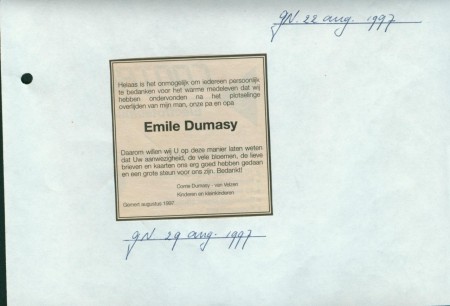 GN. 22 aug. 1997
Helaas is het onmogelijk om iedereen persoonlijk
te bedanken voor het warme medeleven dat wij
hebben ondervonden na het plotselinge
overlijden van mijn man, onze pa en opa
Emile Dumasy
Daarom willen wij U op deze manier laten weten
dat Uw aanwezigheid, de vele bloemen, de lieve
brieven en kaarten ons erg goed hebben gedaan
en een grote steun voor ons zijn. Bedankt!
Corrie Dumasy - van Velzen
Kinderen en kleinkinderen
Gemert augustus 1997
GN. 29 aug. 1997